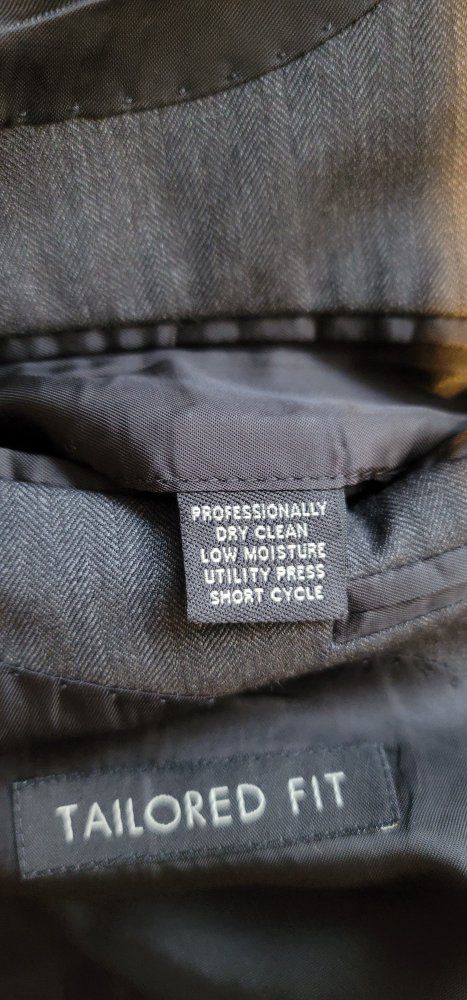 PROFESSIONALLY
DRY CLEAN
LOW MOISTURE
UTILITY PRESS
SHORT CYCLE
TAILORED FIT